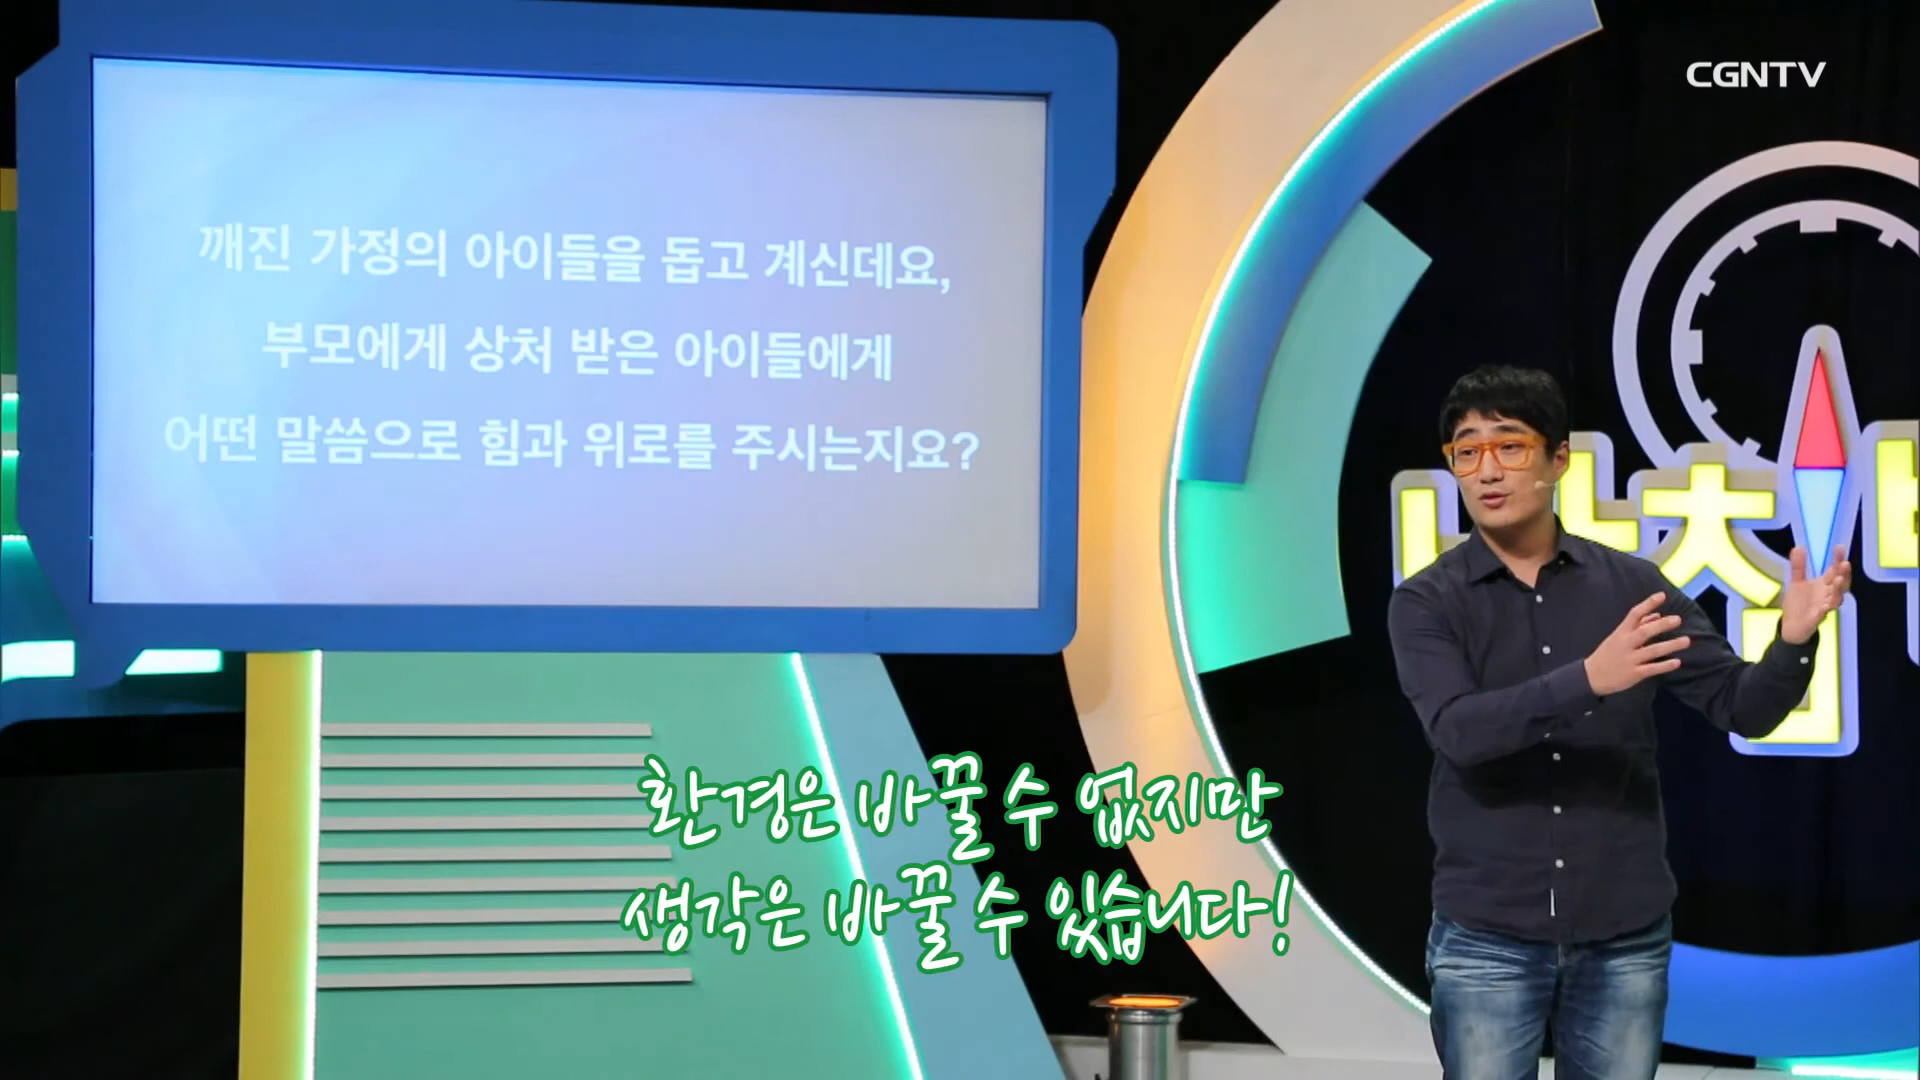 CGNTV
깨진 가정의 아이들을 돕고 계신데요,
부모에게 상처 받은 아이들에게
어떤 말씀으로 힘과 위로를 주시는지요?
환경은 바꿀 수 없지만
생각은 바꿀 수 있습니다!